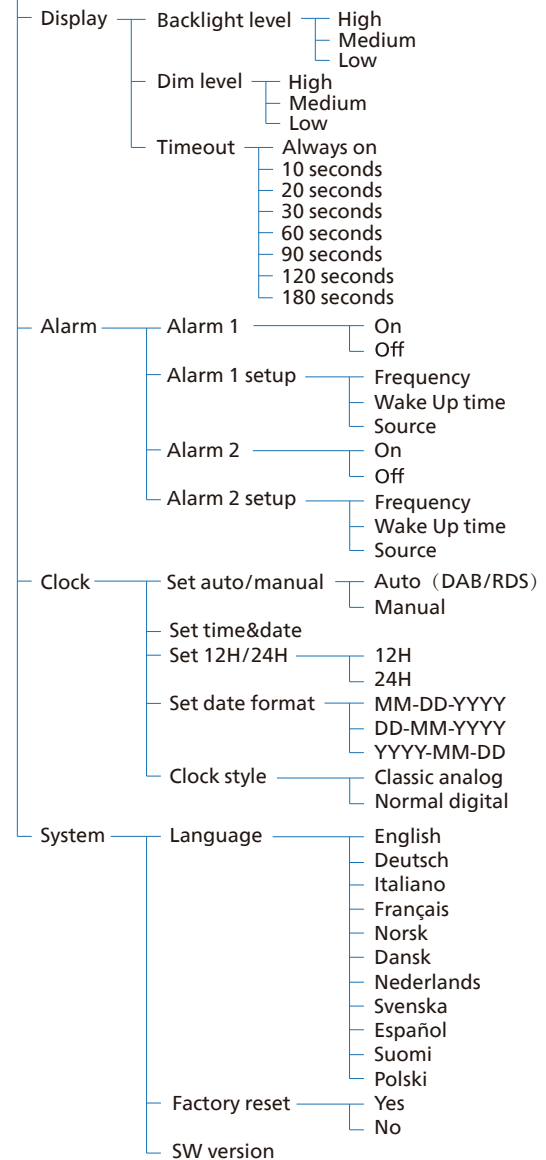 Display Backlight level High
Medium
Low
Dim level High
Medium
Low
Timeout Always on
10 seconds
20 seconds
30 seconds
60 seconds
90 seconds
120 seconds
180 seconds
Alarm Alarm 1 On
Off
Alarm 1 setup Frequency
Wake Up time
Source
Alarm 2 On
Off
Alarm 2 setup Frequency
Wake Up time
Source
Clock Set auto/manual Auto（DAB/RDS）
Manual
Set time&date
Set 12H/24H 12H
24H
Set date format MM-DD-YYYY
DD-MM-YYYY
YYYY-MM-DD
Clock style Classic analog
Normal digital
System Language English
Deutsch
Italiano
Français
Norsk
Dansk
Nederlands
Svenska
Español
Suomi
Polski
Factory reset Yes
No
SW version